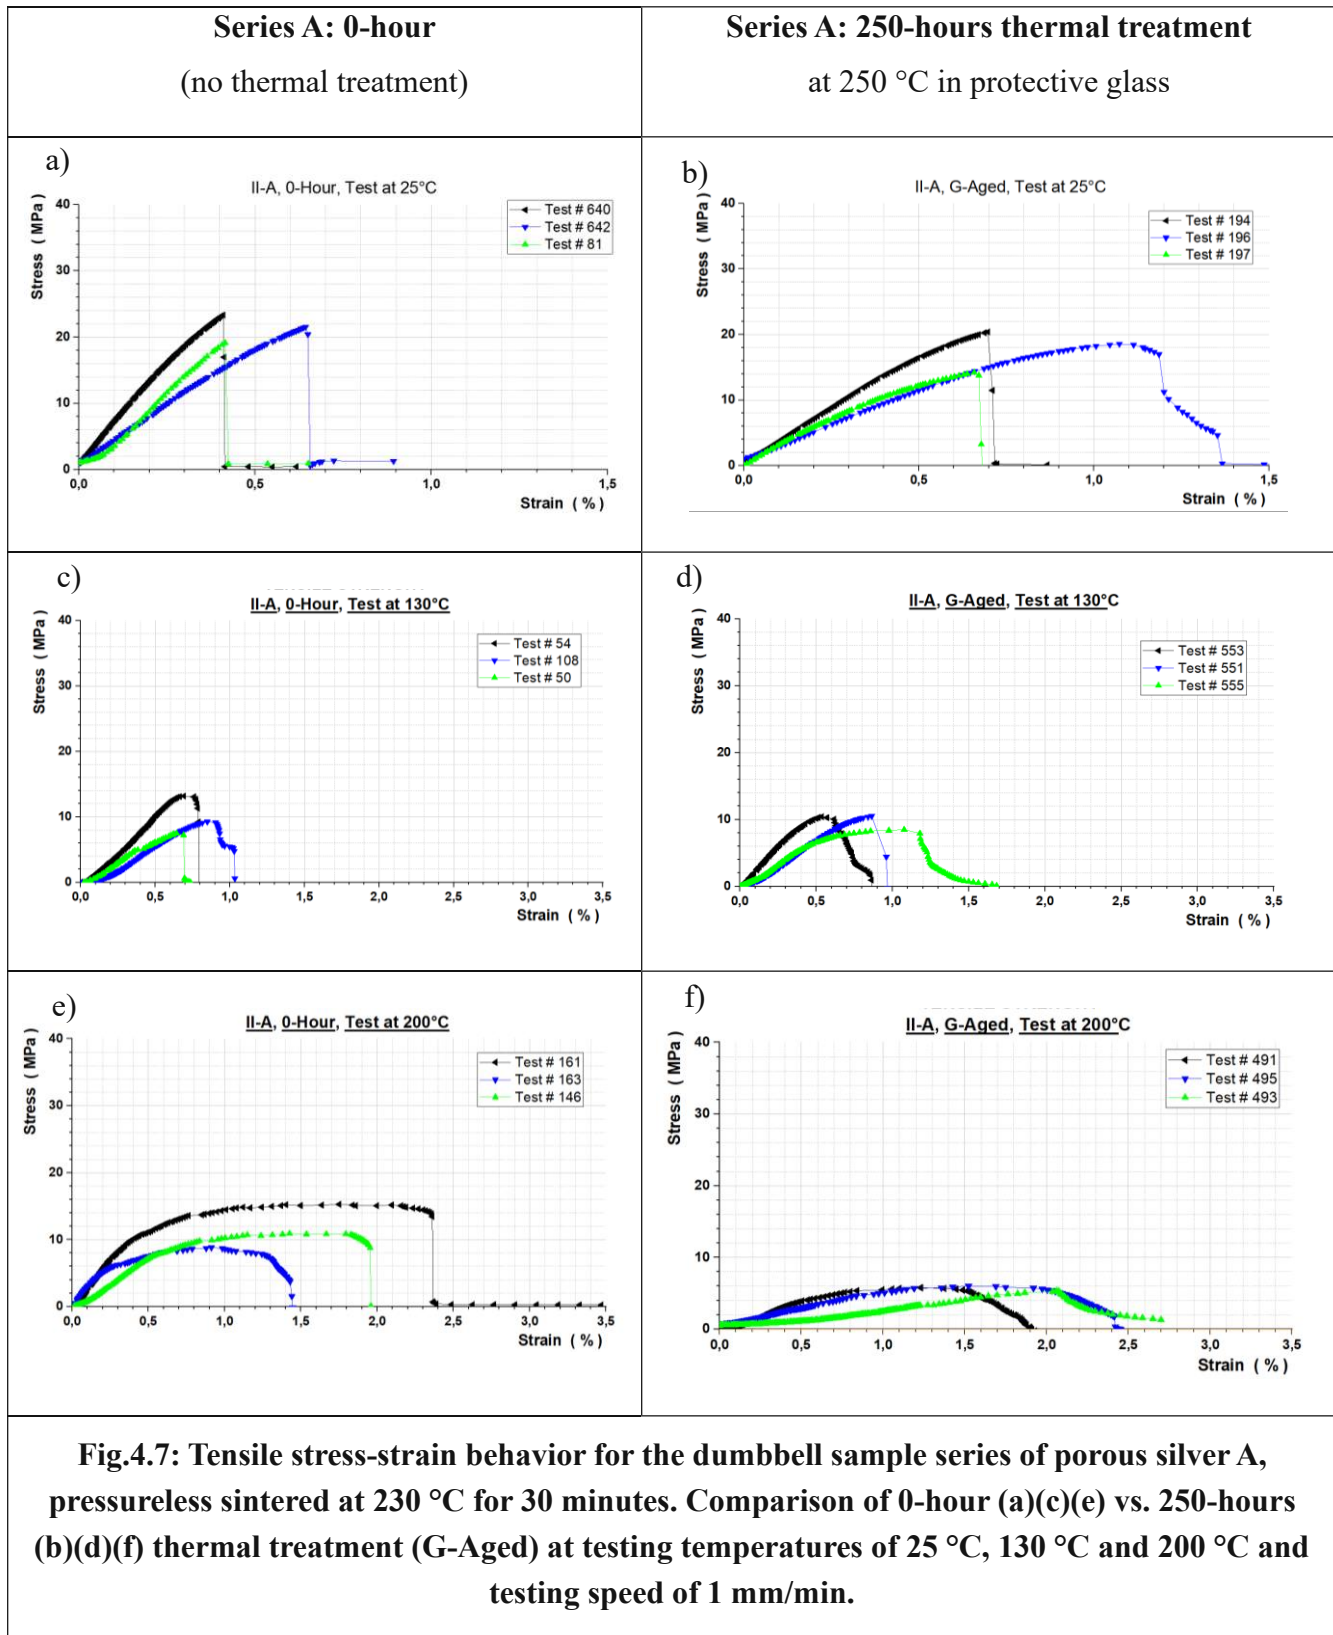 Series A: 0-hour
(no thermal treatment)
Series A: 250-hours thermal treatment
at 250 °C in protective glass
a)
II-A, 0-Hour, Test at 25°C
Stress ( MPa)
40
30
20
10
0
Test # 640
Test # 642
Test # 81
0,0
0,5
1,0
1,5
Strain ( % )
b)
II-A, G-Aged, Test at 25°C
Stress ( MPa)
40
30
20
10
0
Test # 194
Test # 196
Test # 197
0,0
0,5
1,0
1,5
Strain ( % )
c)
II-A, 0-Hour, Test at 130°C
Stress ( MPa)
40
30
20
10
0
Test # 54
Test # 108
Test # 50
0,0
0,5
1,0
1,5
2,0
2,5
3,0
3,5
Strain ( % )
d)
II-A, G-Aged, Test at 130°C
Stress ( MPa)
40
30
20
10
0
Test # 553
Test # 551
Test # 555
0,0
0,5
1,0
1,5
2,0
2,5
3,0
3,5
Strain ( % )
e)
II-A, 0-Hour, Test at 200°C
Stress ( MPa)
40
30
20
10
0
Test # 161
Test # 163
Test # 146
0,0
0,5
1,0
1,5
2,0
2,5
3,0
3,5
Strain ( % )
f)
II-A, G-Aged, Test at 200°C
Stress ( MPa)
40
30
20
10
0
Test # 491
Test # 495
Test # 493
0,0
0,5
1,0
1,5
2,0
2,5
3,0
3,5
Strain ( % )
Fig.4.7: Tensile stress-strain behavior for the dumbbell sample series of porous silver A,
pressureless sintered at 230 °C for 30 minutes. Comparison of 0-hour (a)(c)(e) vs. 250-hours
(b)(d)(f) thermal treatment (G-Aged) at testing temperatures of 25 °C, 130 °C and 200 °C and
testing speed of 1 mm/min.